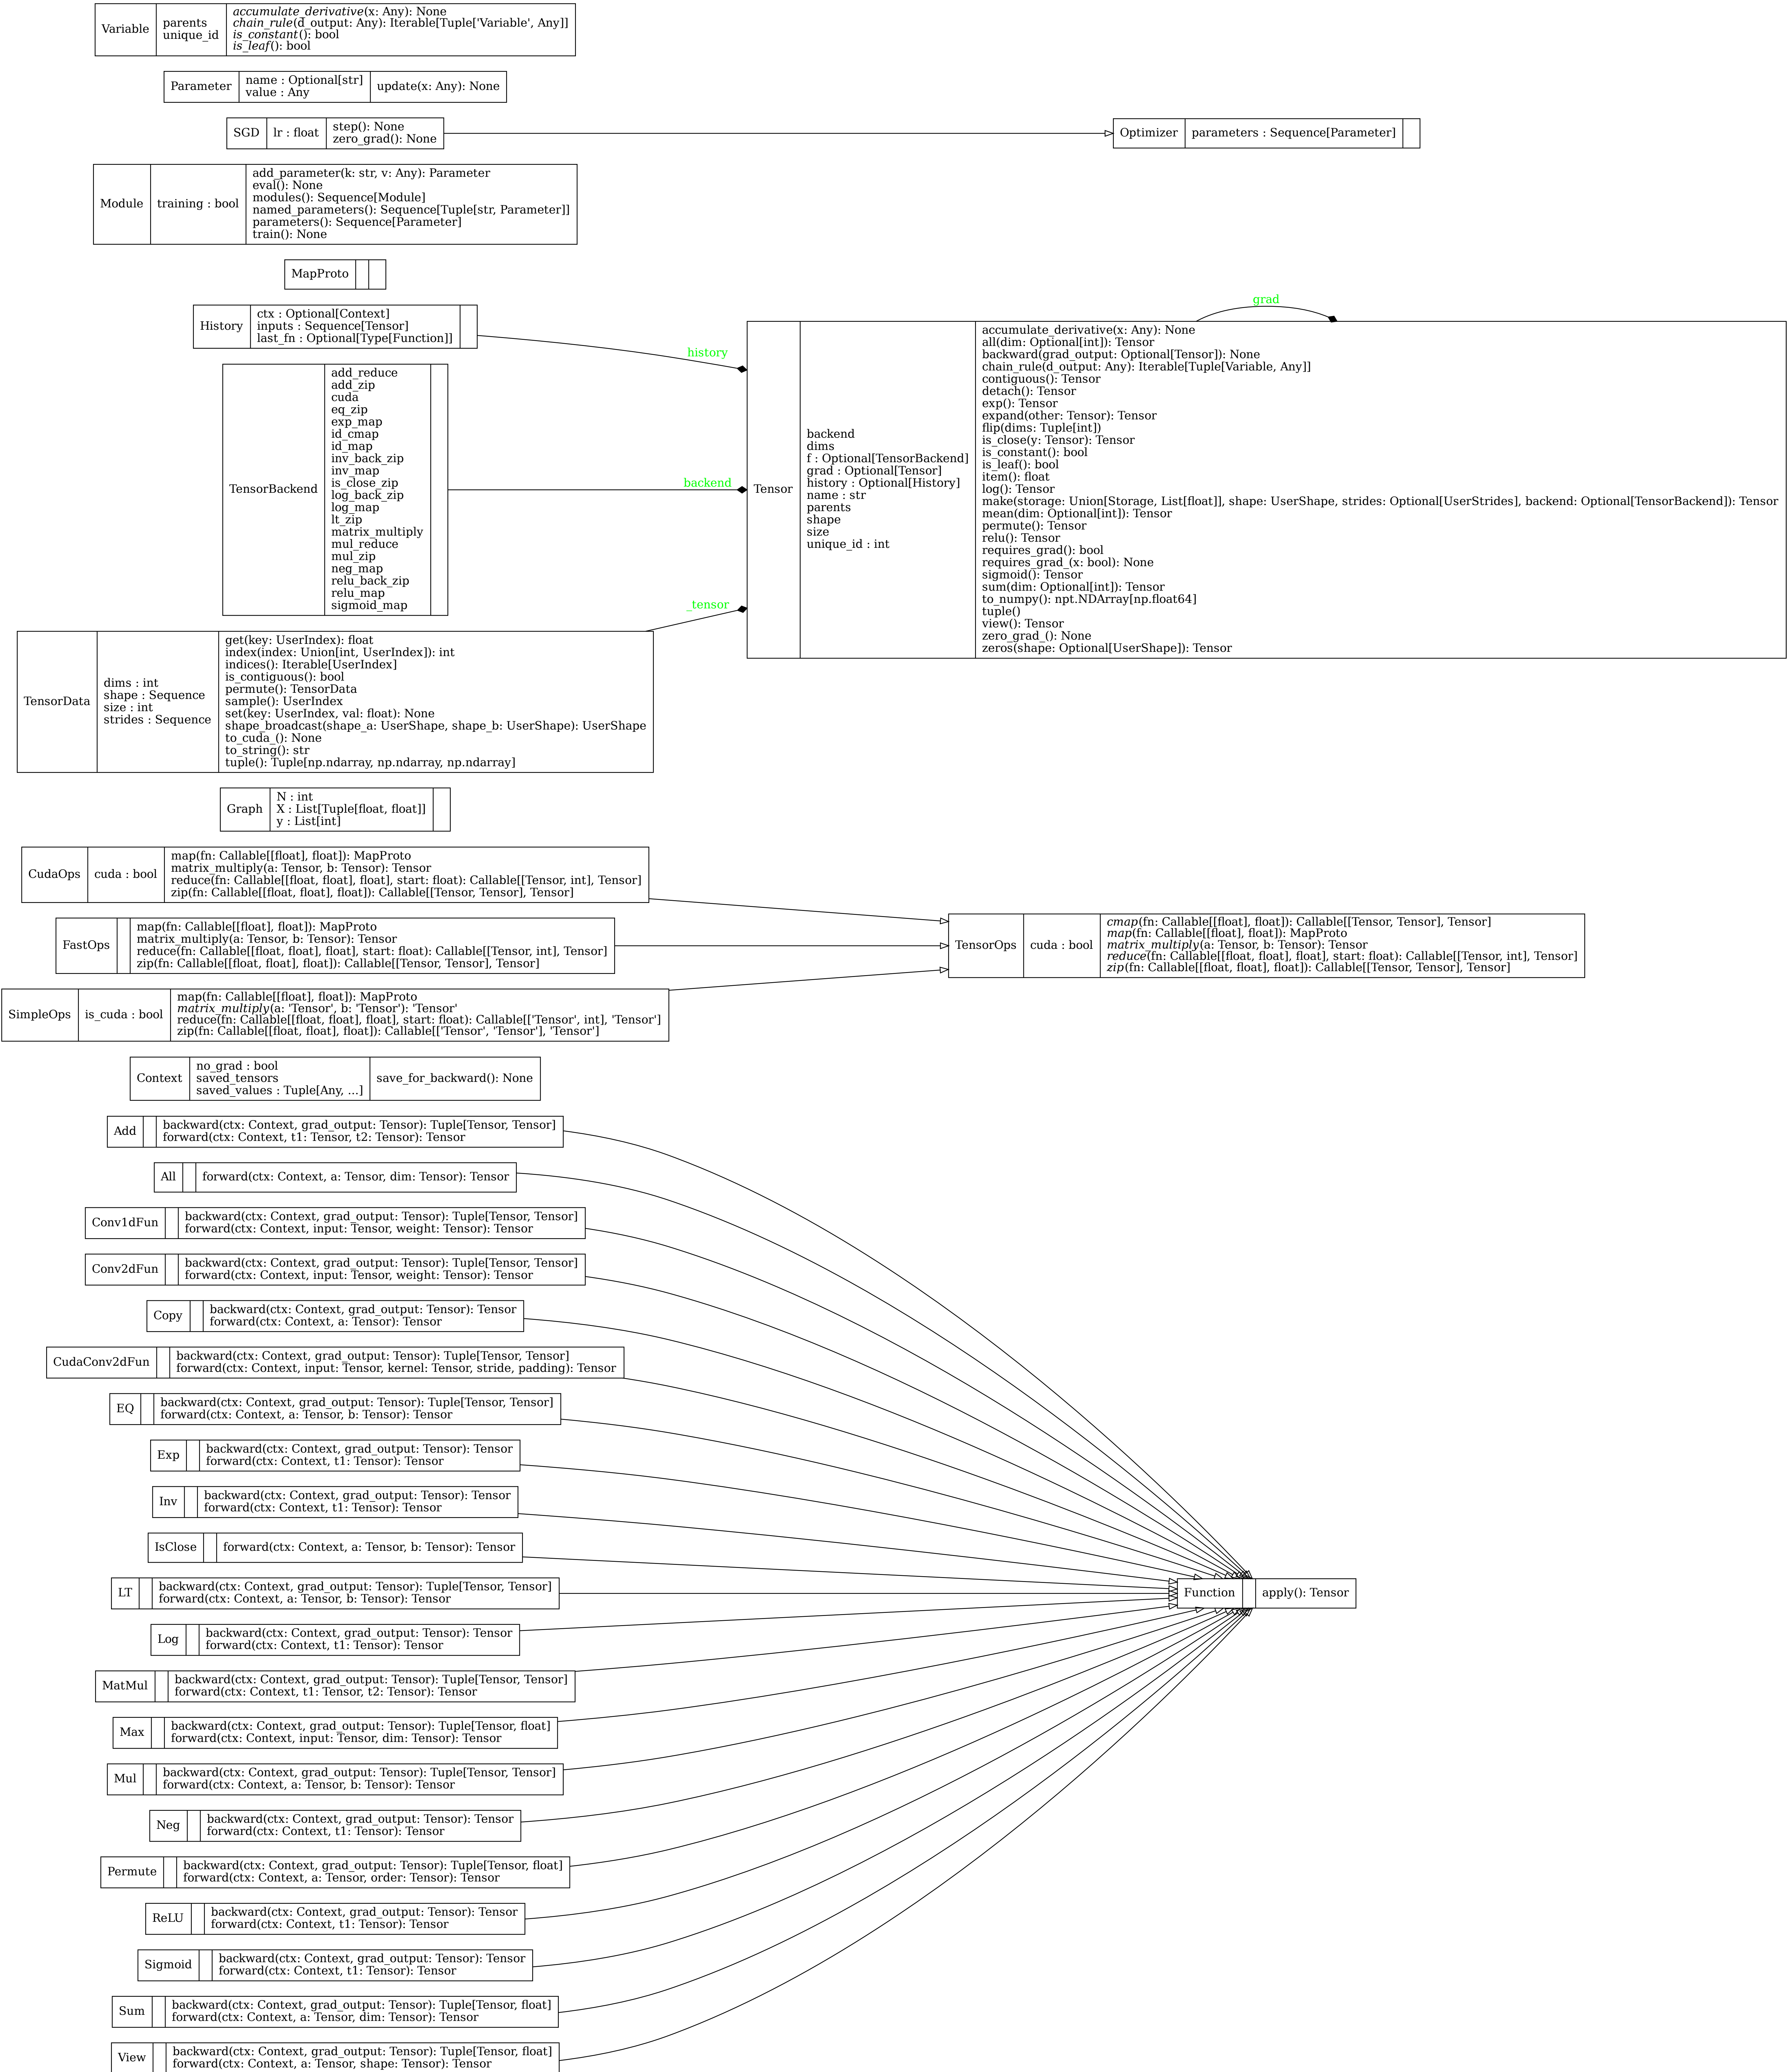 Variable
parents
unique_id
accumulate_derivative(x: Any): None
chain_rule(d_output: Any): Iterable[Tuple['Variable', Any]]
is_constant(): bool
is_leaf(): bool
Parameter
name : Optional[str]
value : Any
update(x: Any): None
SGD
lr : float
step(): None
zero_grad(): None
Optimizer
parameters : Sequence[Parameter]
Module
training : bool
add_parameter(k: str, v: Any): Parameter
eval(): None
modules(): Sequence[Module]
named_parameters(): Sequence[Tuple[str, Parameter]]
parameters(): Sequence[Parameter]
train(): None
MapProto
History
ctx : Optional[Context]
inputs : Sequence[Tensor]
last_fn : Optional[Type[Function]]
history
grad
TensorBackend
add_reduce
add_zip
cuda
eq_zip
exp_map
id_cmap
id_map
inv_back_zip
inv_map
is_close_zip
log_back_zip
log_map
lt_zip
matrix_multiply
mul_reduce
mul_zip
neg_map
relu_back_zip
relu_map
sigmoid_map
backend
Tensor
backend
dims
f : Optional[TensorBackend]
grad : Optional[Tensor]
history : Optional[History]
name : str
parents
shape
size
unique_id : int
accumulate_derivative(x: Any): None
all(dim: Optional[int]): Tensor
backward(grad_output: Optional[Tensor]): None
chain_rule(d_output: Any): Iterable[Tuple[Variable, Any]]
contiguous(): Tensor
detach(): Tensor
exp(): Tensor
expand(other: Tensor): Tensor
flip(dims: Tuple[int])
is_close(y: Tensor): Tensor
is_constant(): bool
is_leaf(): bool
item(): float
log(): Tensor
make(storage: Union[Storage, List[float]], shape: UserShape, strides: Optional[UserStrides], backend: Optional[TensorBackend]): Tensor
mean(dim: Optional[int]): Tensor
permute(): Tensor
relu(): Tensor
requires_grad(): bool
requires_grad_(x: bool): None
sigmoid(): Tensor
sum(dim: Optional[int]): Tensor
to_numpy(): npt.NDArray[np.float64]
tuple()
view(): Tensor
zero_grad_(): None
zeros(shape: Optional[UserShape]): Tensor
_tensor
TensorData
dims : int
shape : Sequence
size : int
strides : Sequence
get(key: UserIndex): float
index(index: Union[int, UserIndex]): int
indices(): Iterable[UserIndex]
is_contiguous(): bool
permute(): TensorData
sample(): UserIndex
set(key: UserIndex, val: float): None
shape_broadcast(shape_a: UserShape, shape_b: UserShape): UserShape
to_cuda_(): None
to_string(): str
tuple(): Tuple[np.ndarray, np.ndarray, np.ndarray]
Graph
N : int
X : List[Tuple[float, float]]
y : List[int]
CudaOps
cuda : bool
map(fn: Callable[[float], float]): MapProto
matrix_multiply(a: Tensor, b: Tensor): Tensor
reduce(fn: Callable[[float, float], float], start: float): Callable[[Tensor, int], Tensor]
zip(fn: Callable[[float, float], float]): Callable[[Tensor, Tensor], Tensor]
FastOps
map(fn: Callable[[float], float]): MapProto
matrix_multiply(a: Tensor, b: Tensor): Tensor
reduce(fn: Callable[[float, float], float], start: float): Callable[[Tensor, int], Tensor]
zip(fn: Callable[[float, float], float]): Callable[[Tensor, Tensor], Tensor]
TensorOps
cuda : bool
cmap(fn: Callable[[float], float]): Callable[[Tensor, Tensor], Tensor]
map(fn: Callable[[float], float]): MapProto
matrix_multiply(a: Tensor, b: Tensor): Tensor
reduce(fn: Callable[[float, float], float], start: float): Callable[[Tensor, int], Tensor]
zip(fn: Callable[[float, float], float]): Callable[[Tensor, Tensor], Tensor]
SimpleOps
is_cuda : bool
map(fn: Callable[[float], float]): MapProto
matrix_multiply(a: 'Tensor', b: 'Tensor'): 'Tensor'
reduce(fn: Callable[[float, float], float], start: float): Callable[['Tensor', int], 'Tensor']
zip(fn: Callable[[float, float], float]): Callable[['Tensor', 'Tensor'], 'Tensor']
Context
no_grad : bool
saved_tensors
saved_values : Tuple[Any, ...]
save_for_backward(): None
Add
backward(ctx: Context, grad_output: Tensor): Tuple[Tensor, Tensor]
forward(ctx: Context, t1: Tensor, t2: Tensor): Tensor
All
forward(ctx: Context, a: Tensor, dim: Tensor): Tensor
Conv1dFun
backward(ctx: Context, grad_output: Tensor): Tuple[Tensor, Tensor]
forward(ctx: Context, input: Tensor, weight: Tensor): Tensor
Conv2dFun
backward(ctx: Context, grad_output: Tensor): Tuple[Tensor, Tensor]
forward(ctx: Context, input: Tensor, weight: Tensor): Tensor
Copy
backward(ctx: Context, grad_output: Tensor): Tensor
forward(ctx: Context, a: Tensor): Tensor
CudaConv2dFun
backward(ctx: Context, grad_output: Tensor): Tuple[Tensor, Tensor]
forward(ctx: Context, input: Tensor, kernel: Tensor, stride, padding): Tensor
EQ
backward(ctx: Context, grad_output: Tensor): Tuple[Tensor, Tensor]
forward(ctx: Context, a: Tensor, b: Tensor): Tensor
Exp
backward(ctx: Context, grad_output: Tensor): Tensor
forward(ctx: Context, t1: Tensor): Tensor
Inv
backward(ctx: Context, grad_output: Tensor): Tensor
forward(ctx: Context, t1: Tensor): Tensor
IsClose
forward(ctx: Context, a: Tensor, b: Tensor): Tensor
LT
backward(ctx: Context, grad_output: Tensor): Tuple[Tensor, Tensor]
forward(ctx: Context, a: Tensor, b: Tensor): Tensor
Function
apply(): Tensor
Log
backward(ctx: Context, grad_output: Tensor): Tensor
forward(ctx: Context, t1: Tensor): Tensor
MatMul
backward(ctx: Context, grad_output: Tensor): Tuple[Tensor, Tensor]
forward(ctx: Context, t1: Tensor, t2: Tensor): Tensor
Max
backward(ctx: Context, grad_output: Tensor): Tuple[Tensor, float]
forward(ctx: Context, input: Tensor, dim: Tensor): Tensor
Mul
backward(ctx: Context, grad_output: Tensor): Tuple[Tensor, Tensor]
forward(ctx: Context, a: Tensor, b: Tensor): Tensor
Neg
backward(ctx: Context, grad_output: Tensor): Tensor
forward(ctx: Context, t1: Tensor): Tensor
Permute
backward(ctx: Context, grad_output: Tensor): Tuple[Tensor, float]
forward(ctx: Context, a: Tensor, order: Tensor): Tensor
ReLU
backward(ctx: Context, grad_output: Tensor): Tensor
forward(ctx: Context, t1: Tensor): Tensor
Sigmoid
backward(ctx: Context, grad_output: Tensor): Tensor
forward(ctx: Context, t1: Tensor): Tensor
Sum
backward(ctx: Context, grad_output: Tensor): Tuple[Tensor, float]
forward(ctx: Context, a: Tensor, dim: Tensor): Tensor
View
backward(ctx: Context, grad_output: Tensor): Tuple[Tensor, float]
forward(ctx: Context, a: Tensor, shape: Tensor): Tensor